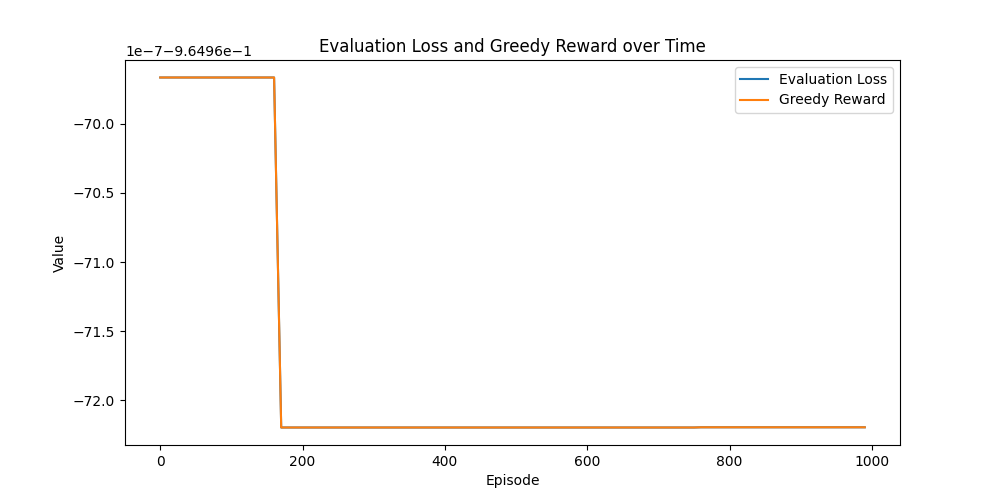 Evaluation Loss and Greedy Reward over Time
1e−7−9.6496e−1
Evaluation Loss
Greedy Reward
−70.0
−70.5
−71.0
−71.5
−72.0
Value
0 200 400 600 800 1000
Episode